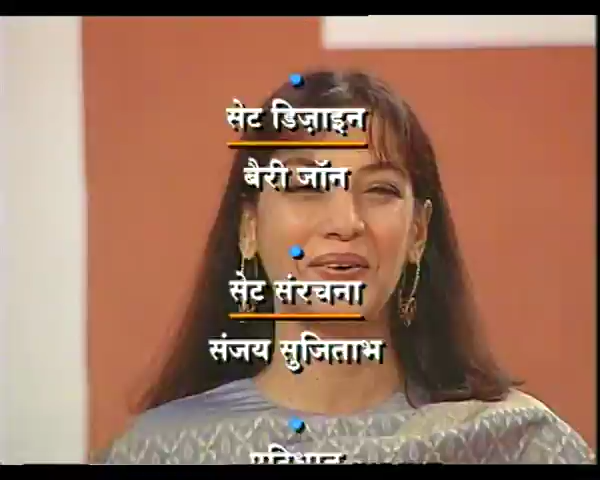 सेट डिज़ाइन
बैरी जॉन
सेट संरचना
संजय सुजिताभ